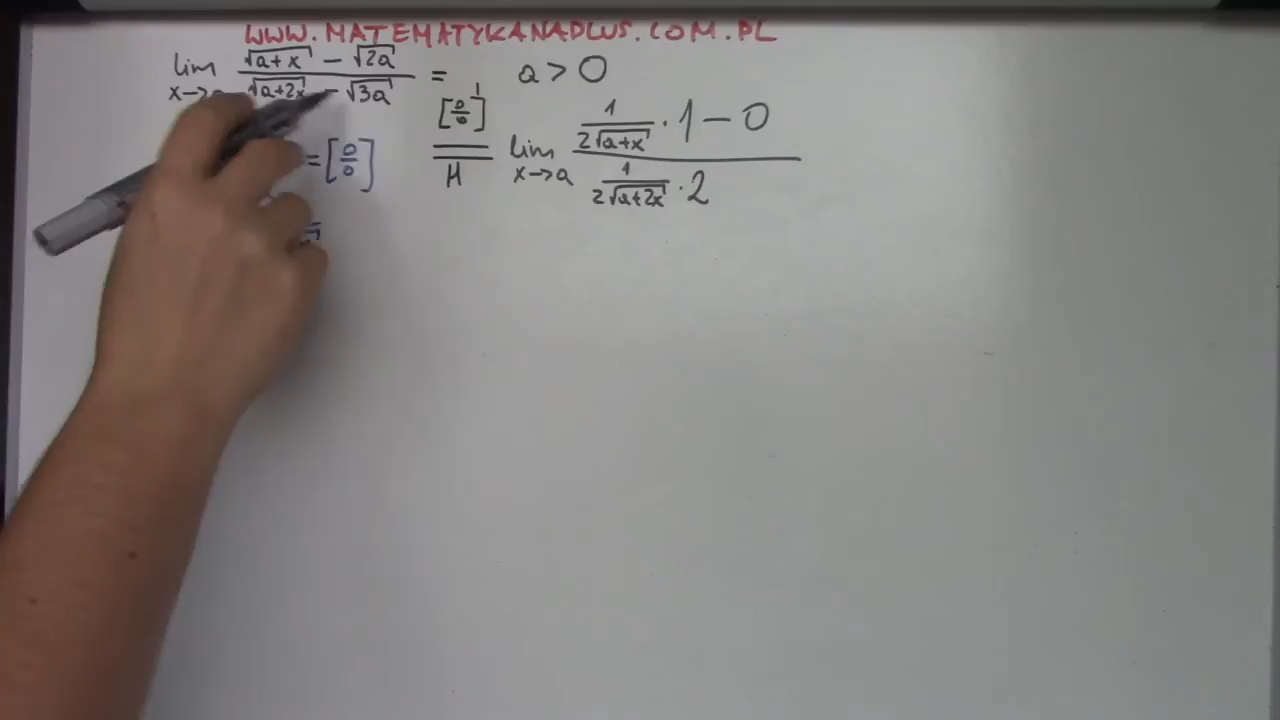 WWW.MATEMATYKANAPLUS.COM.PL
lim x→a (√(a+x) − √(2a)) / (√(a+2x) − √(3a)) = a > 0
= [0/0]
[0/0] = H lim x→a (1/(2√(a+x)) · 1 − 0) / (1/(2√(a+2x)) · 2)